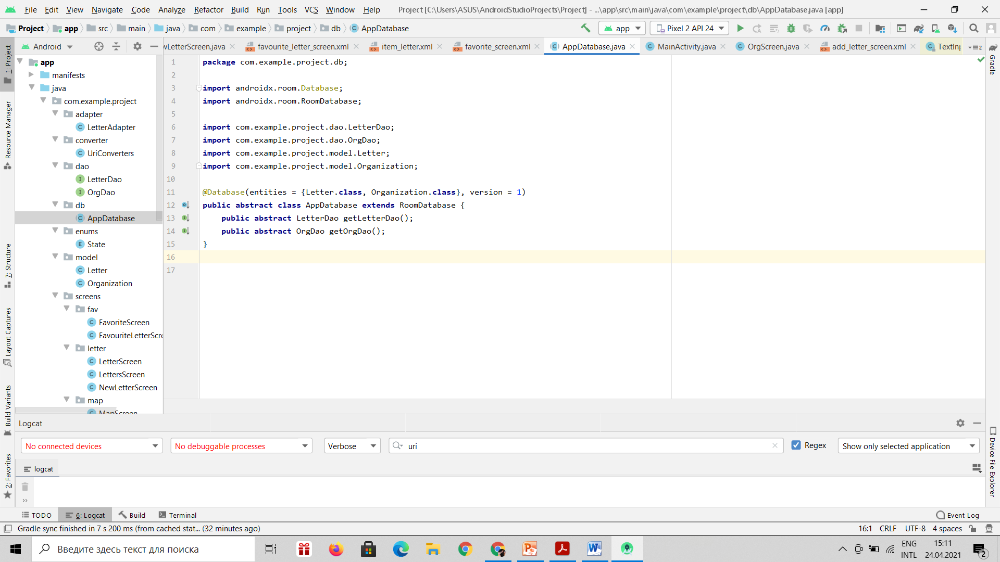 File Edit View Navigate Code Analyze Refactor Build Run Tools VCS Window Help Project [C:\Users\ASUS\AndroidStudioProjects\Project] - ...\app\src\main\java\com\example\project\db\AppDatabase.java [app]
Project app src main java com example project db AppDatabase app Pixel 2 API 24
Android wLetterScreen.java favourite_letter_screen.xml item_letter.xml favorite_screen.xml AppDatabase.java MainActivity.java OrgScreen.java add_letter_screen.xml TextInp 2
1: Project
Resource Manager
7: Structure
Layout Captures
Build Variants
2: Favorites
app
manifests
java
com.example.project
adapter
LetterAdapter
converter
UriConverters
dao
LetterDao
OrgDao
db
AppDatabase
enums
State
model
Letter
Organization
screens
fav
FavoriteScreen
FavouriteLetterScre
letter
LetterScreen
LettersScreen
NewLetterScreen
map
MapScreen
1 package com.example.project.db;
2
3 import androidx.room.Database;
4 import androidx.room.RoomDatabase;
5
6 import com.example.project.dao.LetterDao;
7 import com.example.project.dao.OrgDao;
8 import com.example.project.model.Letter;
9 import com.example.project.model.Organization;
10
11 @Database(entities = {Letter.class, Organization.class}, version = 1)
12 public abstract class AppDatabase extends RoomDatabase {
13 public abstract LetterDao getLetterDao();
14 public abstract OrgDao getOrgDao();
15 }
16
17
Gradle
Device File Explorer
Logcat
No connected devices No debuggable processes Verbose uri Regex Show only selected application
logcat
TODO 6: Logcat Build Terminal Event Log
Gradle sync finished in 7 s 200 ms (from cached stat... (32 minutes ago) 16:1 CRLF UTF-8 4 spaces
Введите здесь текст для поиска
ENG
INTL
15:11
24.04.2021
2